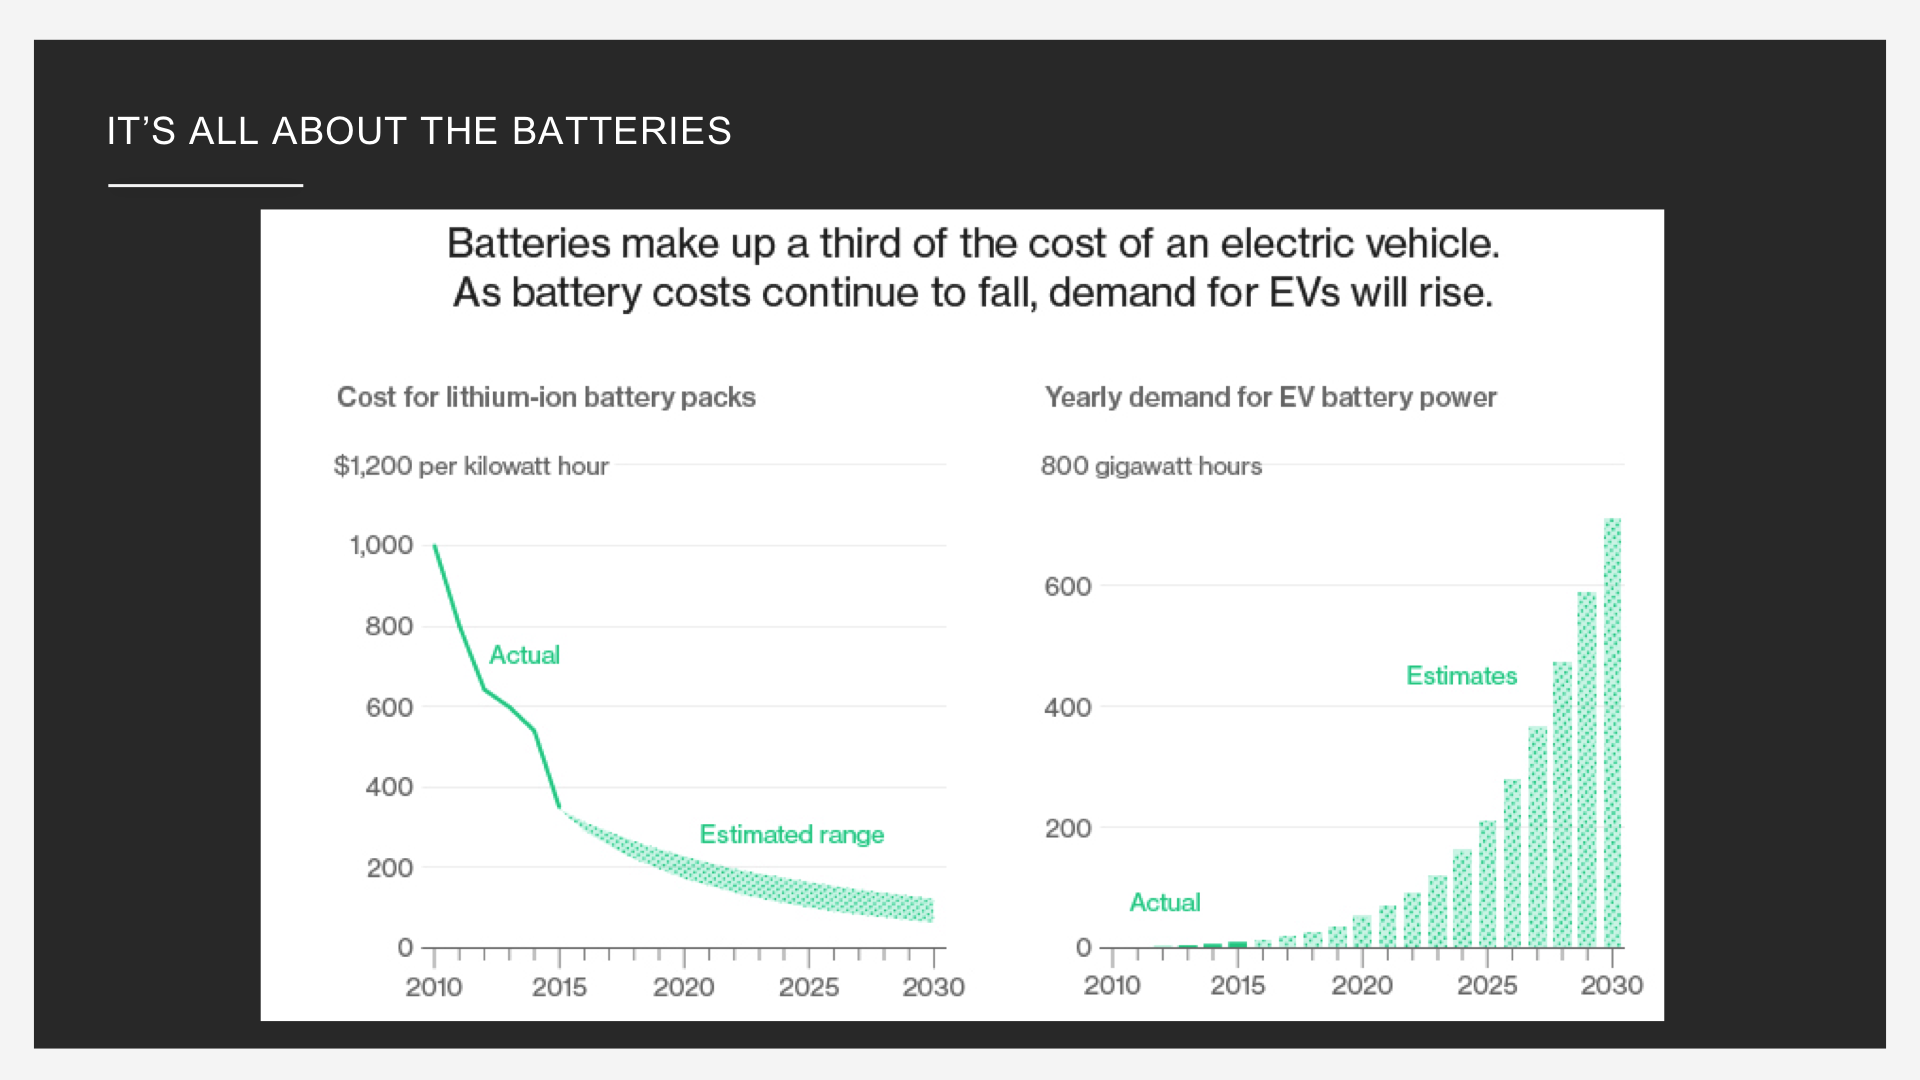 IT’S ALL ABOUT THE BATTERIES
Batteries make up a third of the cost of an electric vehicle.
As battery costs continue to fall, demand for EVs will rise.
Cost for lithium-ion battery packs
$1,200 per kilowatt hour
1,000
800
Actual
600
400
Estimated range
200
0
2010 2015 2020 2025 2030
Yearly demand for EV battery power
800 gigawatt hours
600
Estimates
400
200
Actual
0
2010 2015 2020 2025 2030